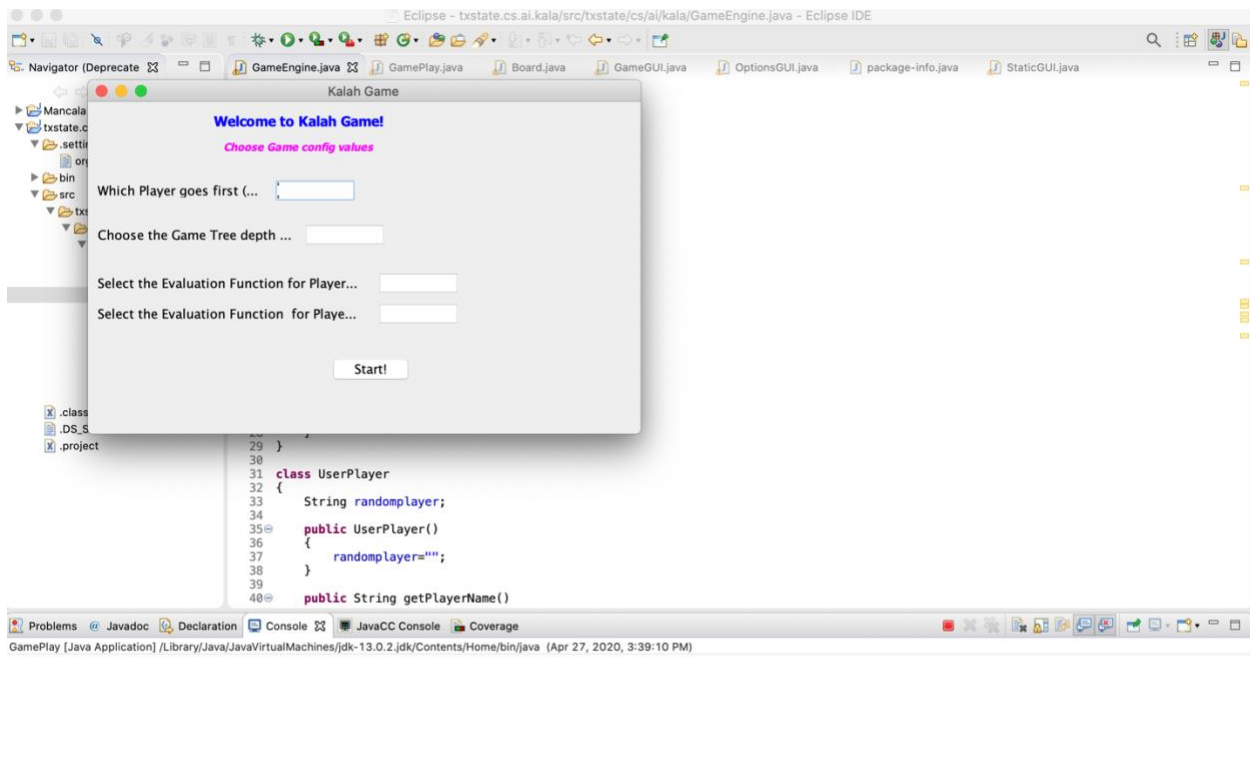 Eclipse - txstate.cs.ai.kala/src/txstate/cs/ai/kala/GameEngine.java - Eclipse IDE
Navigator (Deprecate
GameEngine.java
GamePlay.java
Board.java
GameGUI.java
OptionsGUI.java
package-info.java
StaticGUI.java
Kalah Game
Mancala
txstate.c
.settin
org
bin
src
txs
.class
.DS_S
.project
Welcome to Kalah Game!
Choose Game config values
Which Player goes first (...
Choose the Game Tree depth ...
Select the Evaluation Function for Player...
Select the Evaluation Function  for Playe...
Start!
29 }
30
31 class UserPlayer
32 {
33 String randomplayer;
34
35 public UserPlayer()
36 {
37 randomplayer="";
38 }
39
40 public String getPlayerName()
Problems @ Javadoc Declaration Console JavaCC Console Coverage
GamePlay [Java Application] /Library/Java/JavaVirtualMachines/jdk-13.0.2.jdk/Contents/Home/bin/java (Apr 27, 2020, 3:39:10 PM)